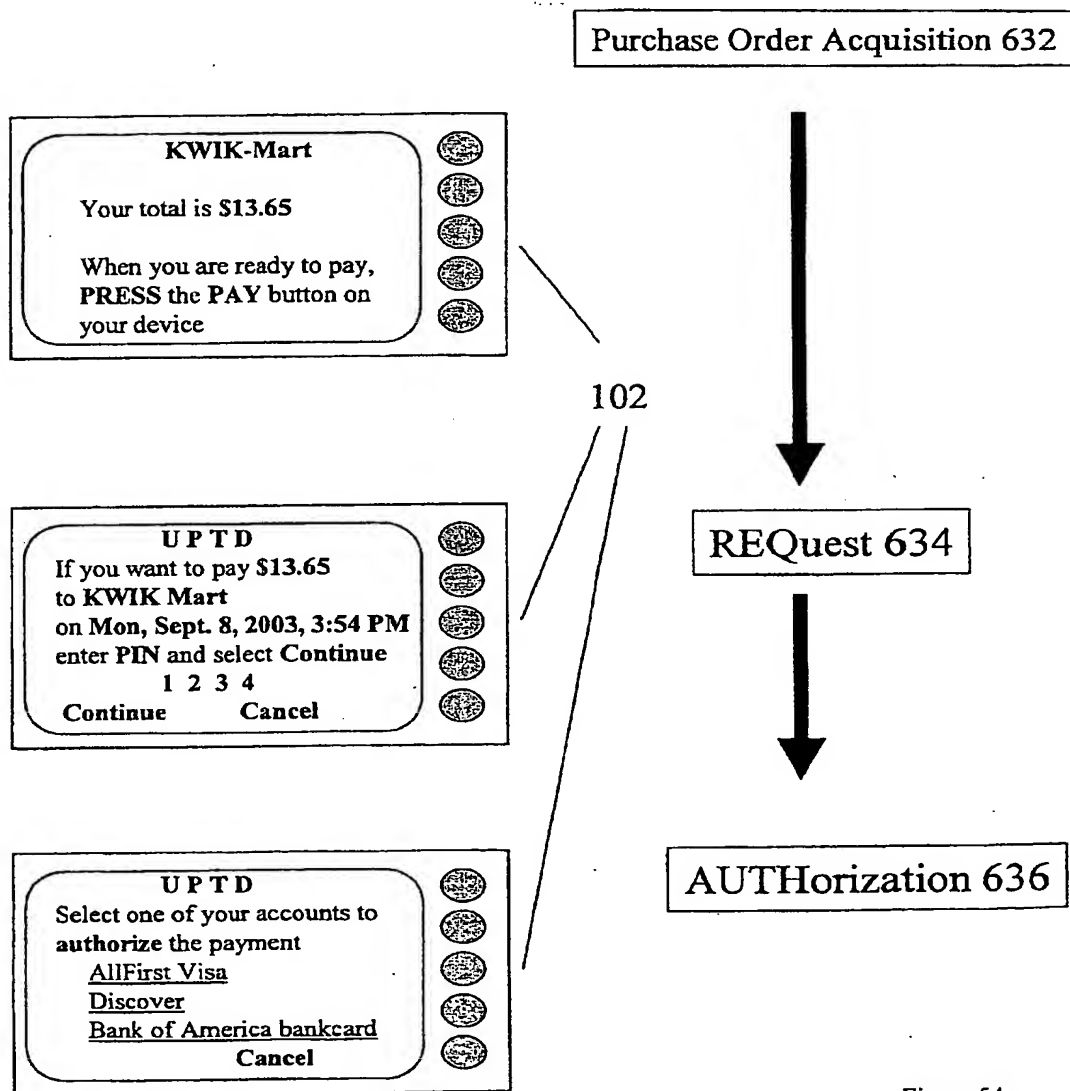 Purchase Order Acquisition 632
KWIK-Mart
Your total is $13.65
When you are ready to pay,
PRESS the PAY button on
your device
102
U P T D
If you want to pay $13.65
to KWIK Mart
on Mon, Sept. 8, 2003, 3:54 PM
enter PIN and select Continue
1 2 3 4
Continue Cancel
REQuest 634
U P T D
Select one of your accounts to
authorize the payment
AllFirst Visa
Discover
Bank of America bankcard
Cancel
AUTHorization 636